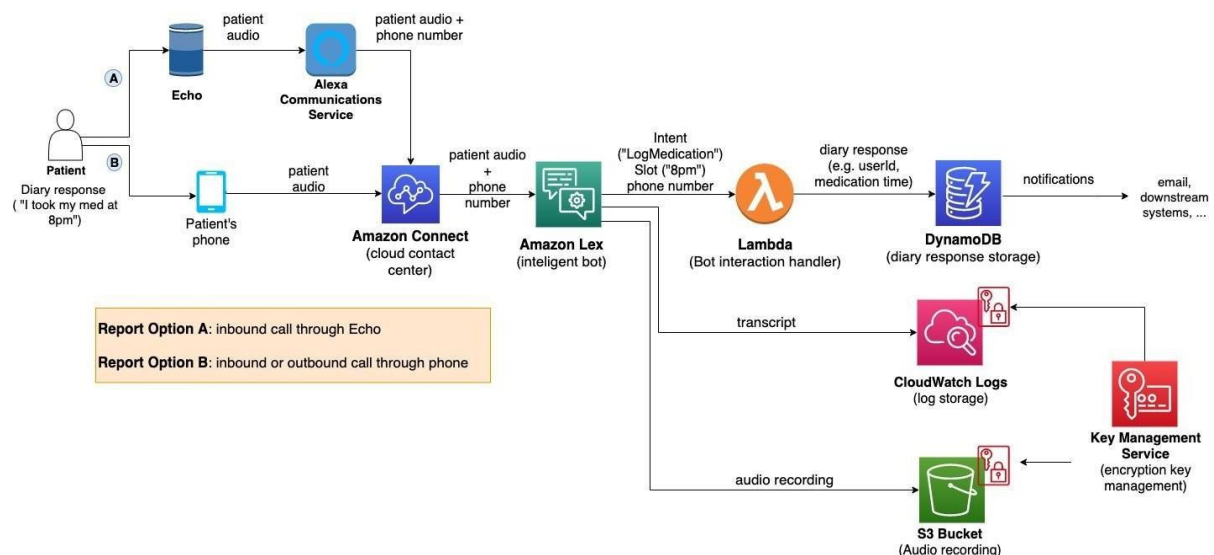 patient
audio
patient audio +
phone number
A
Echo
Alexa
Communications
Service
B
Patient
Diary response
( "I took my med at
8pm")
Patient's
phone
patient
audio
Amazon Connect
(cloud contact
center)
patient audio
+
phone
number
Amazon Lex
(inteligent bot)
Intent
("LogMedication")
Slot ("8pm")
phone number
Lambda
(Bot interaction handler)
diary response
(e.g. userId,
medication time)
DynamoDB
(diary response storage)
notifications
email,
downstream
systems, ...
Report Option A: inbound call through Echo
Report Option B: inbound or outbound call through phone
transcript
CloudWatch Logs
(log storage)
Key Management
Service
(encryption key
management)
audio recording
S3 Bucket
(Audio recording)